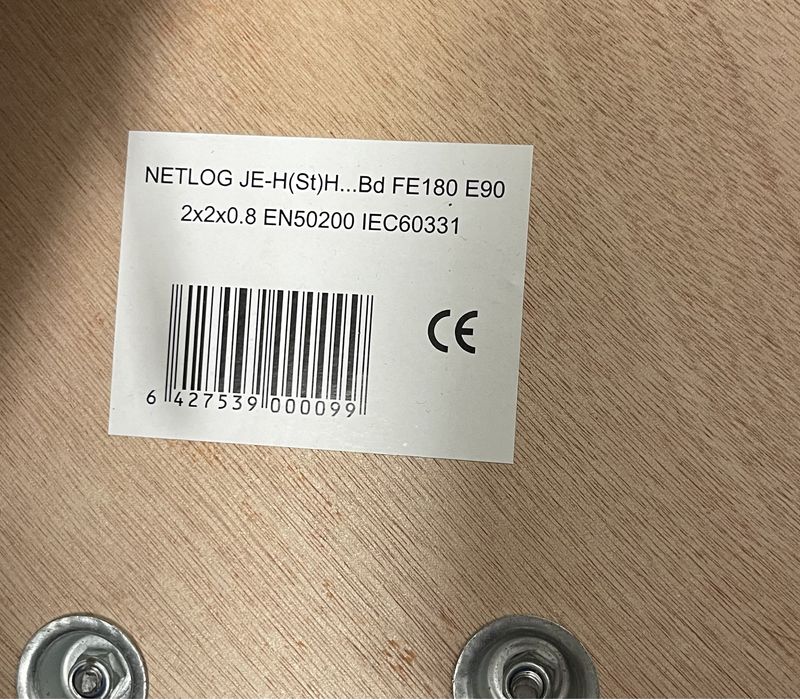 NETLOG JE-H(St)H...Bd FE180 E90
2x2x0.8 EN50200 IEC60331
CE
6 427539 000099